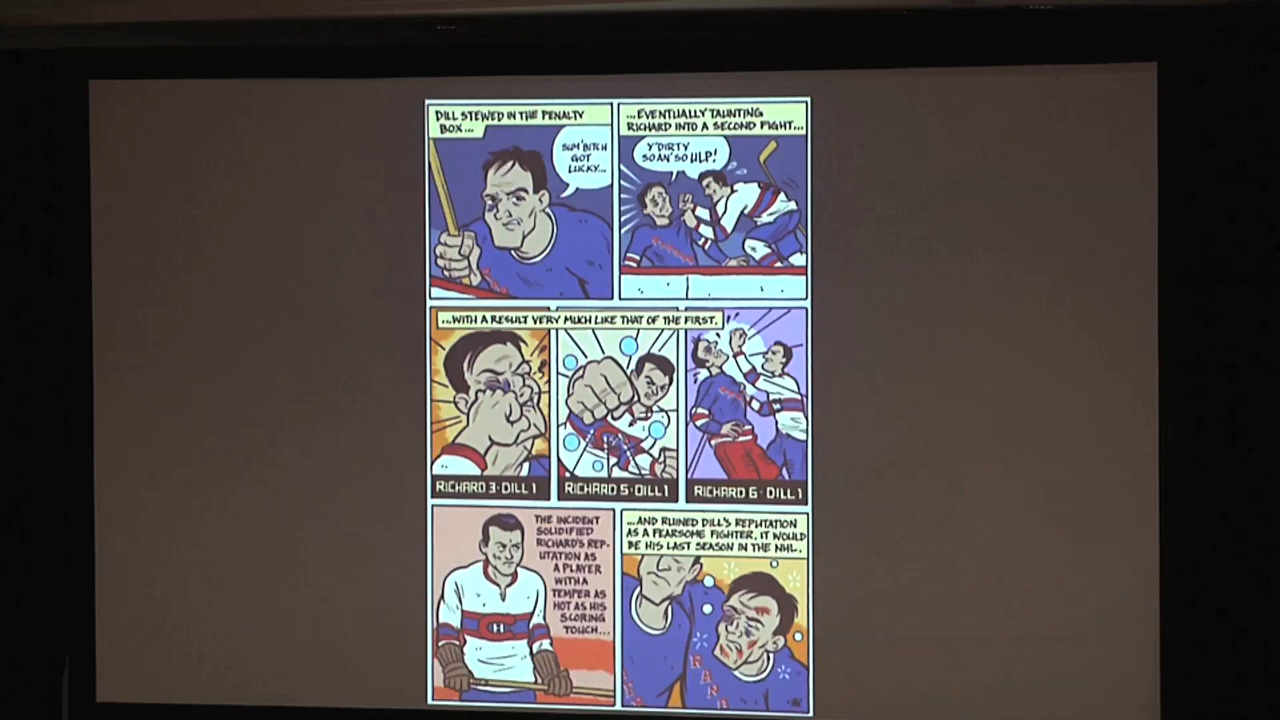 DILL STEWED IN THE PENALTY
BOX...
SUM'BITCH
GOT
LUCKY...
...EVENTUALLY TAUNTING
RICHARD INTO A SECOND FIGHT...
Y'DIRTY
SO AN' SO ULP!
...WITH A RESULT VERY MUCH LIKE THAT OF THE FIRST.
RICHARD 3·DILL 1
RICHARD 5·DILL 1
RICHARD 6·DILL 1
THE INCIDENT
SOLIDIFIED
RICHARD'S REP-
UTATION AS
A PLAYER
WITH A
TEMPER AS
HOT AS HIS
SCORING
TOUCH...
...AND RUINED DILL'S REPUTATION
AS A FEARSOME FIGHTER. IT WOULD
BE HIS LAST SEASON IN THE NHL.
RAN